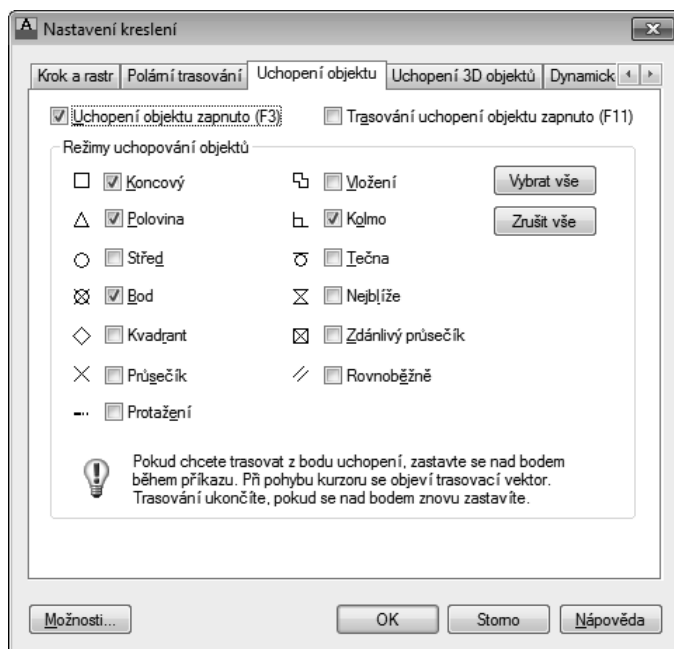 Nastavení kreslení
Krok a rastr Polární trasování Uchopení objektu Uchopení 3D objektů Dynamick
Uchopení objektu zapnuto (F3) Trasování uchopení objektu zapnuto (F11)
Režimy uchopování objektů
Koncový Vložení Vybrat vše
Polovina Kolmo Zrušit vše
Střed Tečna
Bod Nejblíže
Kvadrant Zdánlivý průsečík
Průsečík Rovnoběžně
Protažení
Pokud chcete trasovat z bodu uchopení, zastavte se nad bodem
během příkazu. Při pohybu kurzoru se objeví trasovací vektor.
Trasování ukončíte, pokud se nad bodem znovu zastavíte.
Možnosti... OK Storno Nápověda